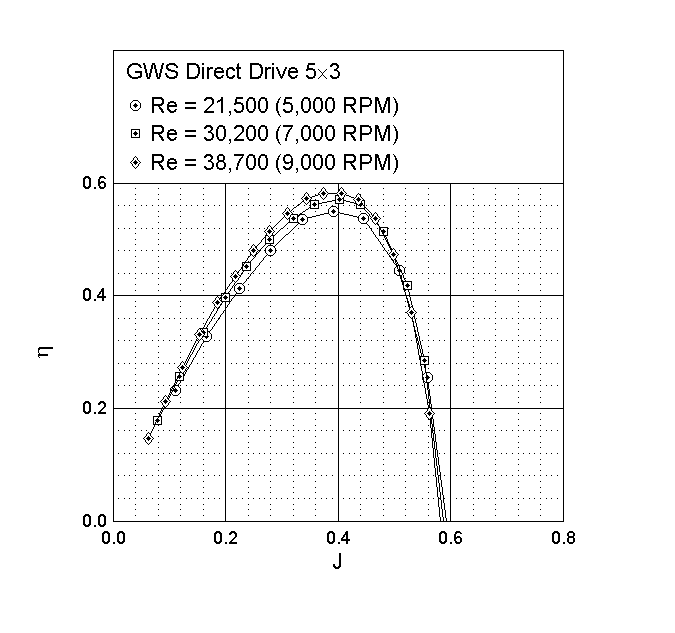 GWS Direct Drive 5×3
Re = 21,500 (5,000 RPM)
Re = 30,200 (7,000 RPM)
Re = 38,700 (9,000 RPM)
0.6
0.4
η
0.2
0.0
0.0 0.2 0.4 0.6 0.8
J